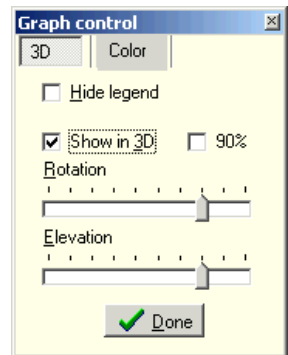 Graph control
3D Color
Hide legend
Show in 3D 90%
Rotation
Elevation
Done